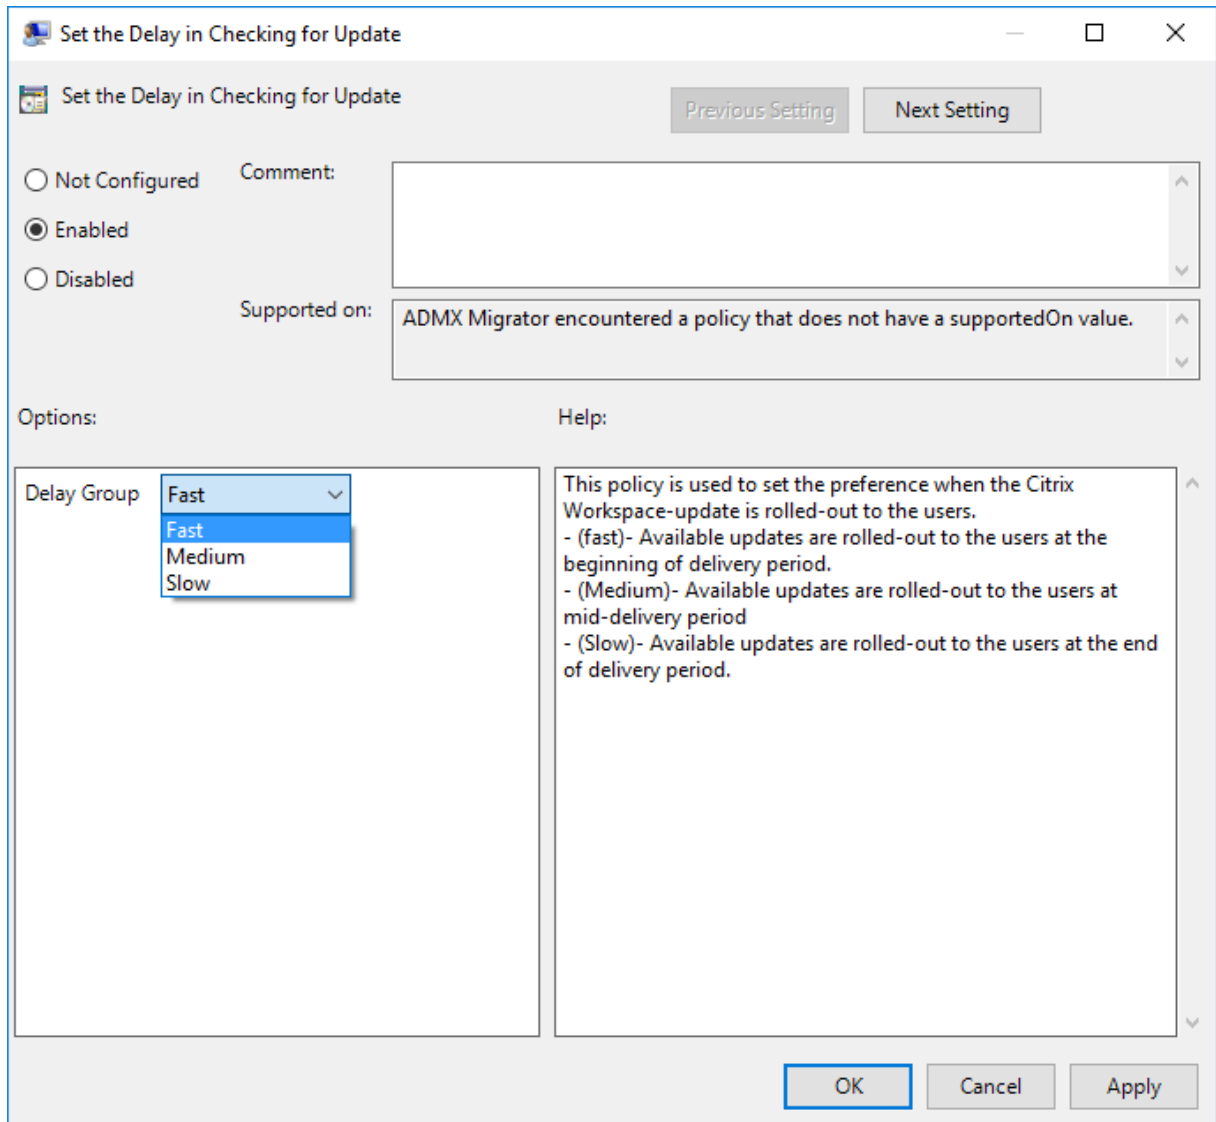 Set the Delay in Checking for Update
Set the Delay in Checking for Update
Previous Setting
Next Setting
Not Configured
Enabled
Disabled
Comment:
Supported on:
ADMX Migrator encountered a policy that does not have a supportedOn value.
Options:
Help:
Delay Group
Fast
Fast
Medium
Slow
This policy is used to set the preference when the Citrix
Workspace-update is rolled-out to the users.
- (fast)- Available updates are rolled-out to the users at the
beginning of delivery period.
- (Medium)- Available updates are rolled-out to the users at
mid-delivery period
- (Slow)- Available updates are rolled-out to the users at the end
of delivery period.
OK
Cancel
Apply